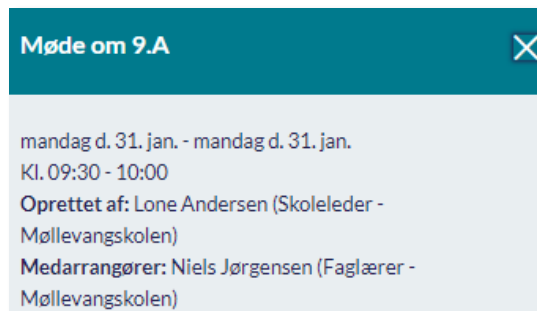 Møde om 9.A
mandag d. 31. jan. - mandag d. 31. jan.
Kl. 09:30 - 10:00
Oprettet af: Lone Andersen (Skoleleder -
Møllevangskolen)
Medarrangører: Niels Jørgensen (Faglærer -
Møllevangskolen)